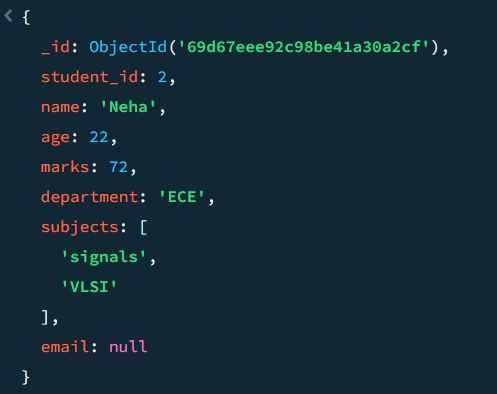 {
_id: ObjectId('69d67eee92c98be41a30a2cf'),
student_id: 2,
name: 'Neha',
age: 22,
marks: 72,
department: 'ECE',
subjects: [
'signals',
'VLSI'
],
email: null
}